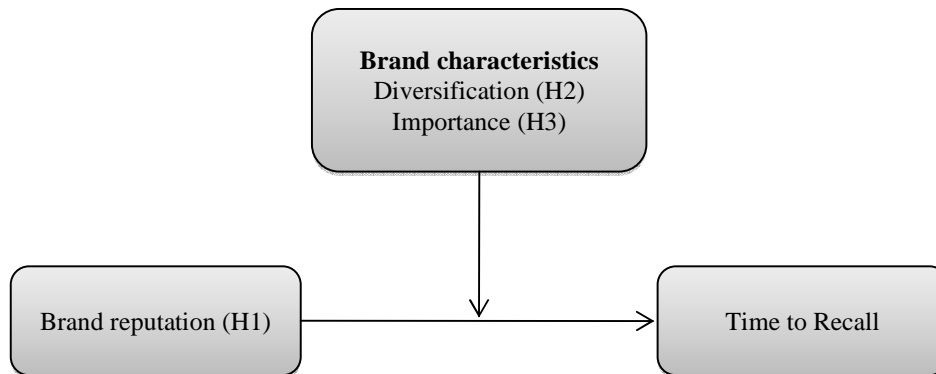 Brand characteristics
Diversification (H2)
Importance (H3)
Brand reputation (H1)
Time to Recall